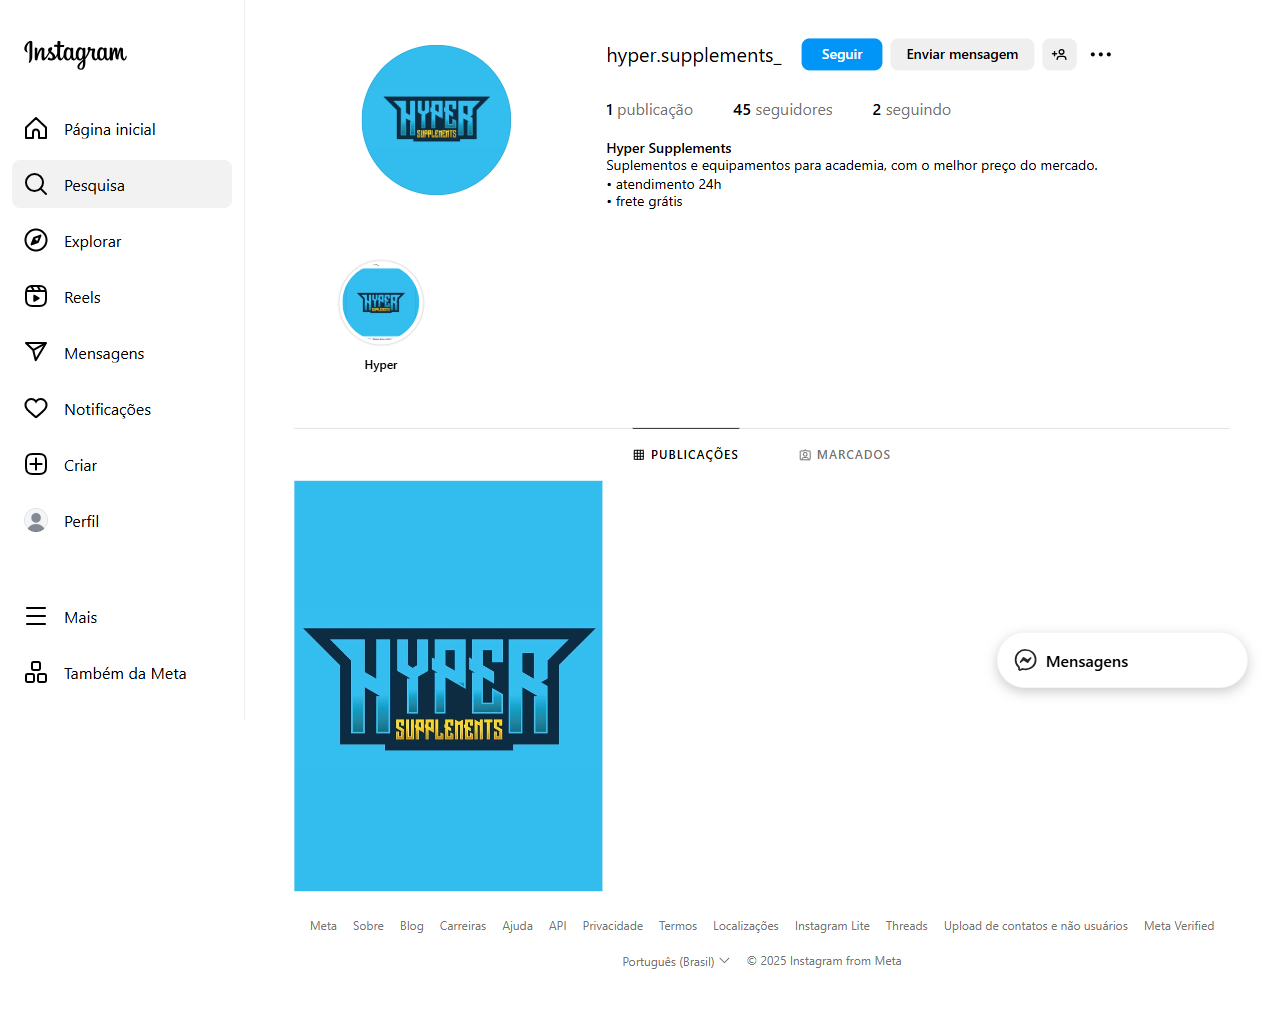 Instagram
Página inicial
Pesquisa
Explorar
Reels
Mensagens
Notificações
Criar
Perfil
Mais
Também da Meta
HYPER
SUPPLEMENTS
hyper.supplements_ Seguir Enviar mensagem
1 publicação 45 seguidores 2 seguindo
Hyper Supplements
Suplementos e equipamentos para academia, com o melhor preço do mercado.
• atendimento 24h
• frete grátis
HYPER
SUPPLEMENTS
Hyper
PUBLICAÇÕES MARCADOS
HYPER
SUPPLEMENTS
Mensagens
Meta Sobre Blog Carreiras Ajuda API Privacidade Termos Localizações Instagram Lite Threads Upload de contatos e não usuários Meta Verified
Português (Brasil) © 2025 Instagram from Meta